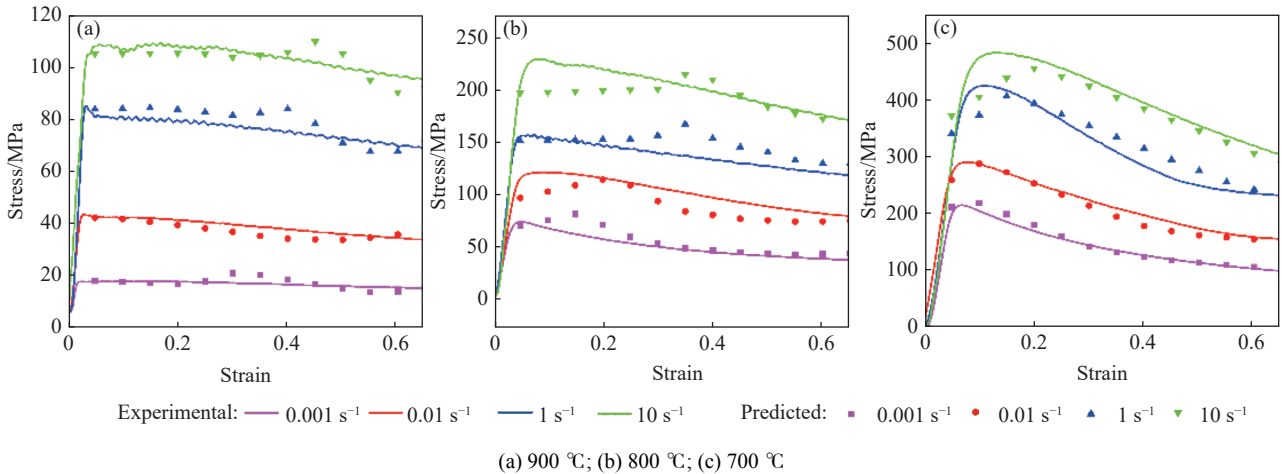 (a)
(b)
(c)
120
100
80
60
40
20
0
Stress/MPa
0 0.2 0.4 0.6
Strain
250
200
150
100
50
0
Stress/MPa
0 0.2 0.4 0.6
Strain
500
400
300
200
100
0
Stress/MPa
0 0.2 0.4 0.6
Strain
Experimental: 0.001 s⁻¹ 0.01 s⁻¹ 1 s⁻¹ 10 s⁻¹ Predicted: 0.001 s⁻¹ 0.01 s⁻¹ 1 s⁻¹ 10 s⁻¹
(a) 900 ℃; (b) 800 ℃; (c) 700 ℃